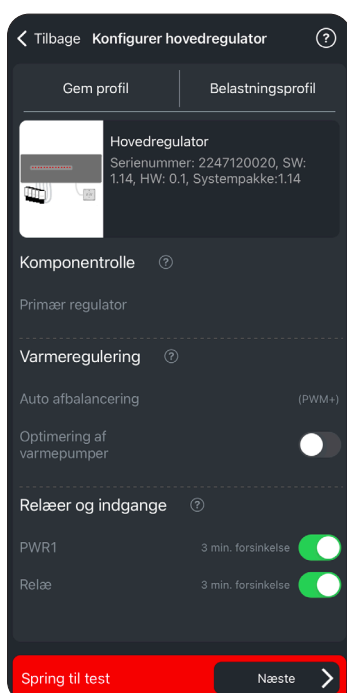 Tilbage Konfigurer hovedregulator ?
Gem profil Belastningsprofil
Hovedregulator
Serienummer: 2247120020, SW:
1.14, HW: 0.1, Systempakke:1.14
Komponentrolle ?
Primær regulator
Varmeregulering ?
Auto afbalancering (PWM+)
Optimering af
varmepumper
Relæer og indgange ?
PWR1 3 min. forsinkelse
Relæ 3 min. forsinkelse
Spring til test Næste